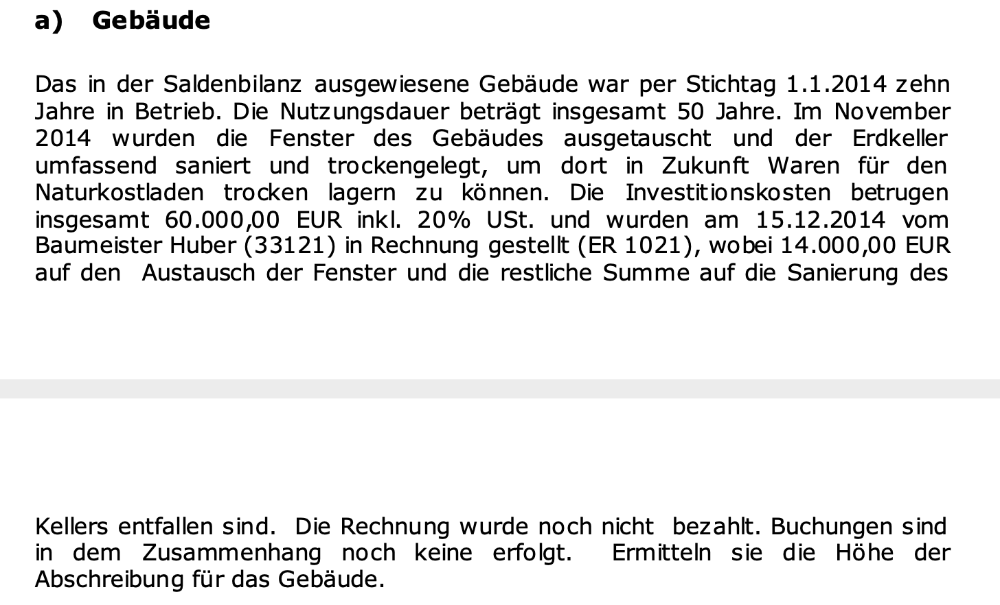 a) Gebäude
Das in der Saldenbilanz ausgewiesene Gebäude war per Stichtag 1.1.2014 zehn
Jahre in Betrieb. Die Nutzungsdauer beträgt insgesamt 50 Jahre. Im November
2014 wurden die Fenster des Gebäudes ausgetauscht und der Erdkeller
umfassend saniert und trockengelegt, um dort in Zukunft Waren für den
Naturkostladen trocken lagern zu können. Die Investitionskosten betrugen
insgesamt 60.000,00 EUR inkl. 20% USt. und wurden am 15.12.2014 vom
Baumeister Huber (33121) in Rechnung gestellt (ER 1021), wobei 14.000,00 EUR
auf den Austausch der Fenster und die restliche Summe auf die Sanierung des
Kellers entfallen sind. Die Rechnung wurde noch nicht bezahlt. Buchungen sind
in dem Zusammenhang noch keine erfolgt. Ermitteln sie die Höhe der
Abschreibung für das Gebäude.